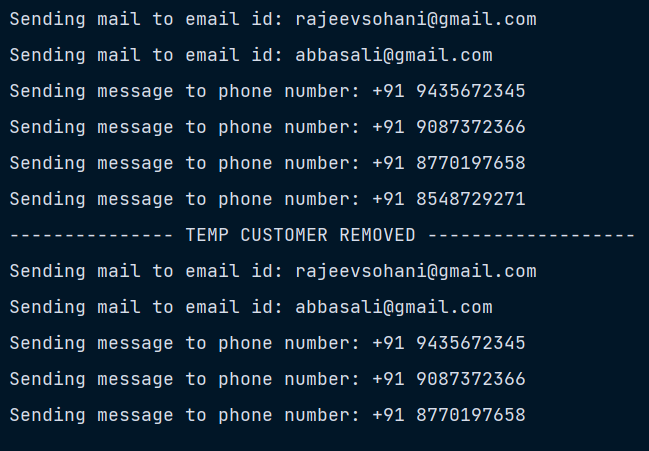 Sending mail to email id: rajeevsohani@gmail.com
Sending mail to email id: abbasali@gmail.com
Sending message to phone number: +91 9435672345
Sending message to phone number: +91 9087372366
Sending message to phone number: +91 8770197658
Sending message to phone number: +91 8548729271
--------------- TEMP CUSTOMER REMOVED -------------------
Sending mail to email id: rajeevsohani@gmail.com
Sending mail to email id: abbasali@gmail.com
Sending message to phone number: +91 9435672345
Sending message to phone number: +91 9087372366
Sending message to phone number: +91 8770197658